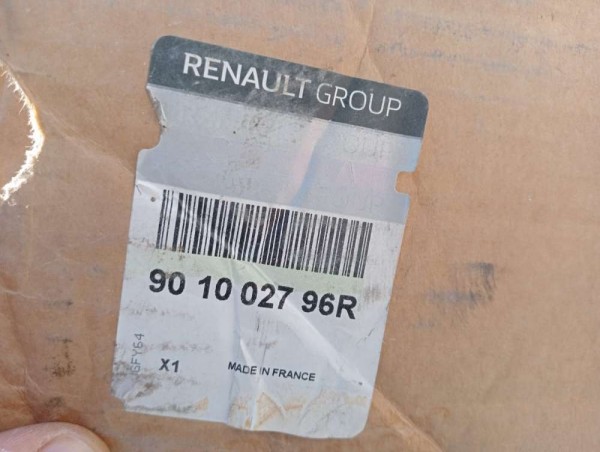 RENAULT GROUP
90 10 027 96R
X1
MADE IN FRANCE